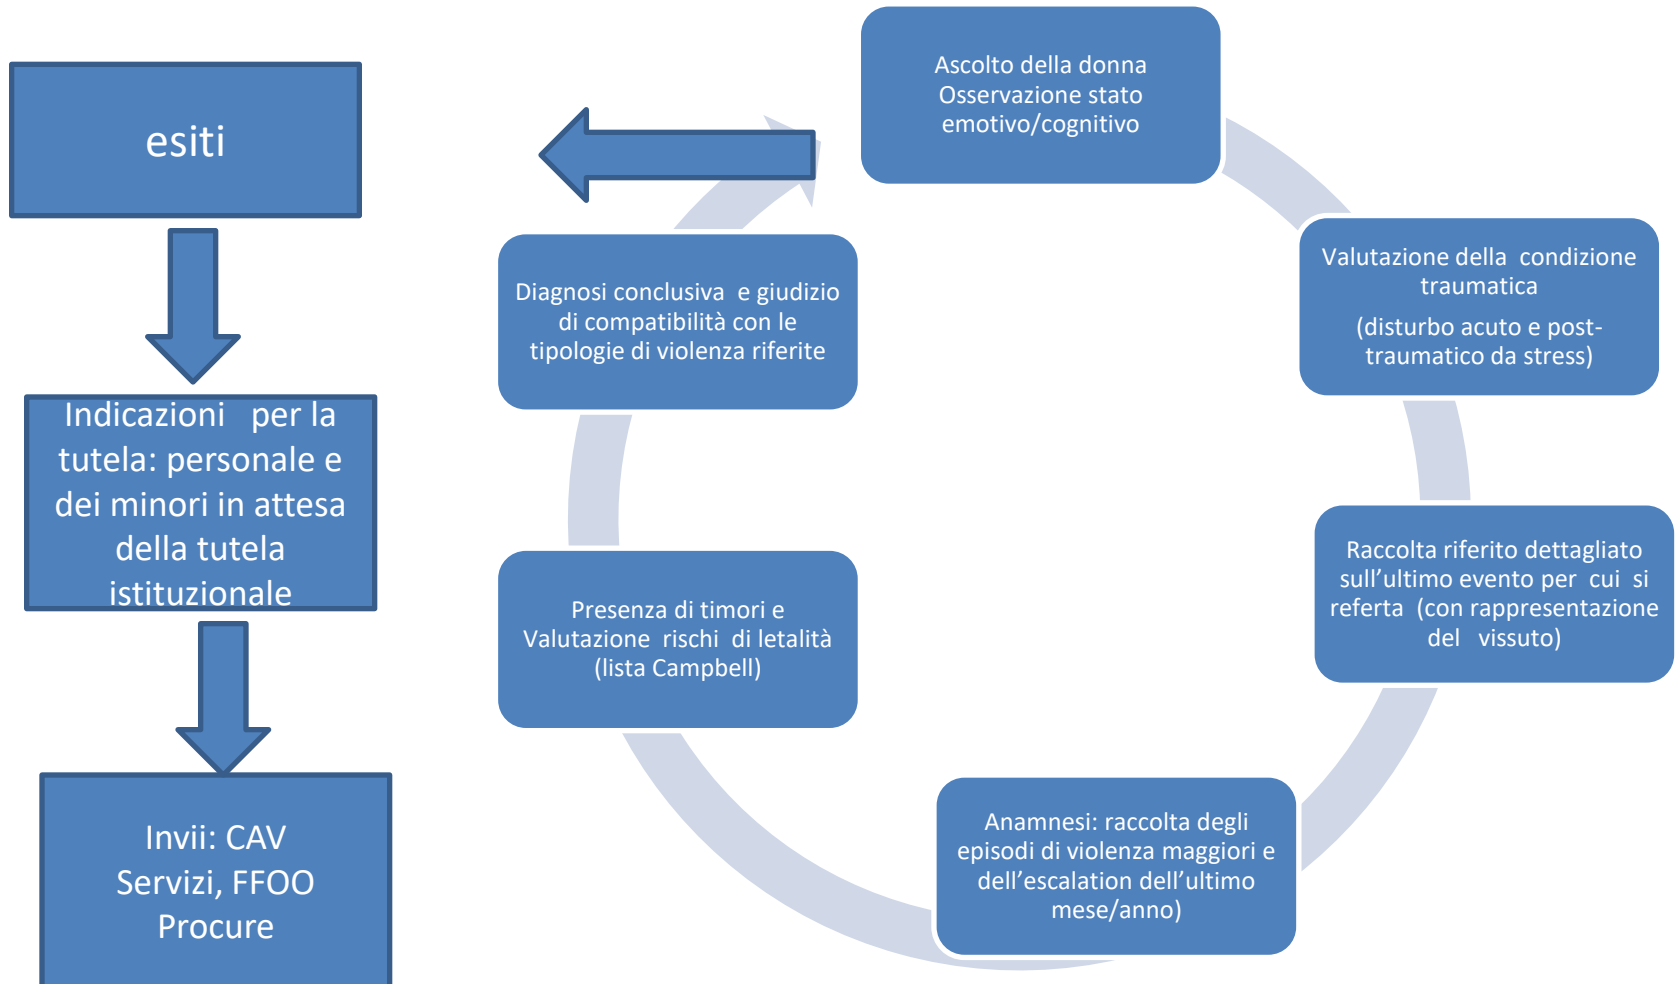 esiti
Indicazioni per la
tutela: personale e
dei minori in attesa
della tutela
istituzionale
Invii: CAV
Servizi, FFOO
Procure
Ascolto della donna
Osservazione stato
emotivo/cognitivo
Valutazione della condizione
traumatica
(disturbo acuto e post-
traumatico da stress)
Raccolta riferito dettagliato
sull’ultimo evento per cui si
referta (con rappresentazione
del vissuto)
Anamnesi: raccolta degli
episodi di violenza maggiori e
dell’escalation dell’ultimo
mese/anno)
Presenza di timori e
Valutazione rischi di letalità
(lista Campbell)
Diagnosi conclusiva e giudizio
di compatibilità con le
tipologie di violenza riferite